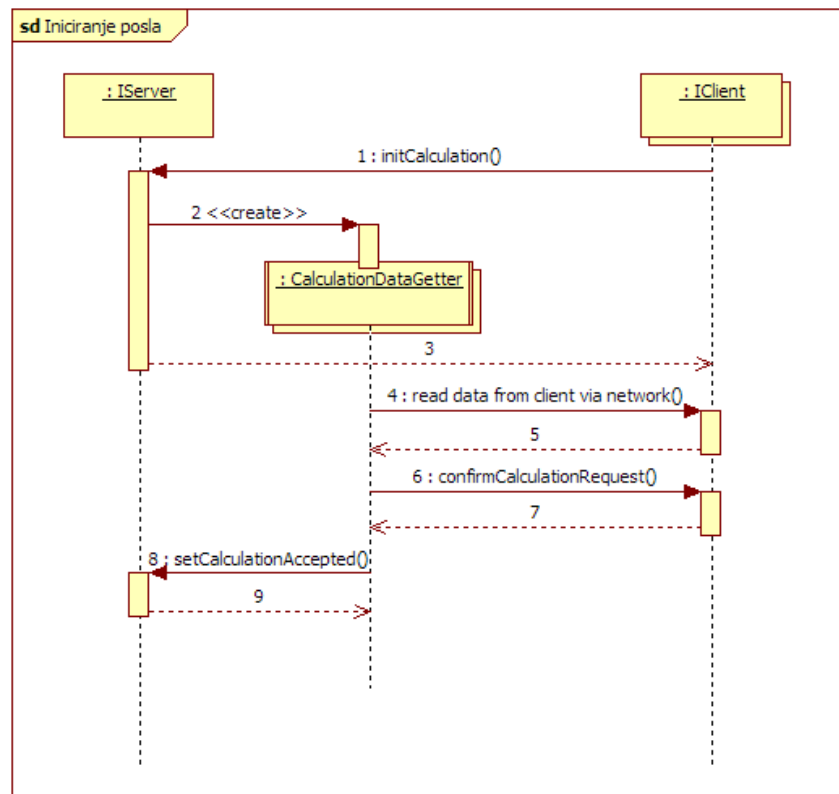 sd Iniciranje posla
: IServer
: IClient
1 : initCalculation()
2 <<create>>
: CalculationDataGetter
3
4 : read data from client via network()
5
6 : confirmCalculationRequest()
7
8 : setCalculationAccepted()
9